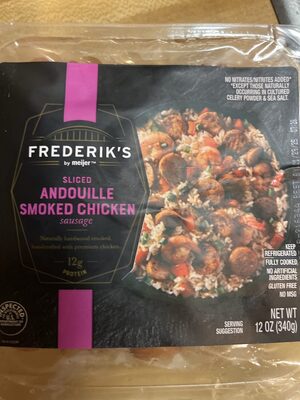 NO NITRATES/NITRITES ADDED*
*EXCEPT THOSE NATURALLY
OCCURRING IN CULTURED
CELERY POWDER & SEA SALT.
FREDERIK'S
by meijer™
SLICED
ANDOUILLE
SMOKED CHICKEN
sausage
Naturally hardwood smoked,
handcrafted with premium chicken.
12g
PROTEIN
KEEP
REFRIGERATED
FULLY COOKED
NO ARTIFICIAL
INGREDIENTS
GLUTEN FREE
NO MSG
SERVING
SUGGESTION
NET WT
12 OZ (340g)